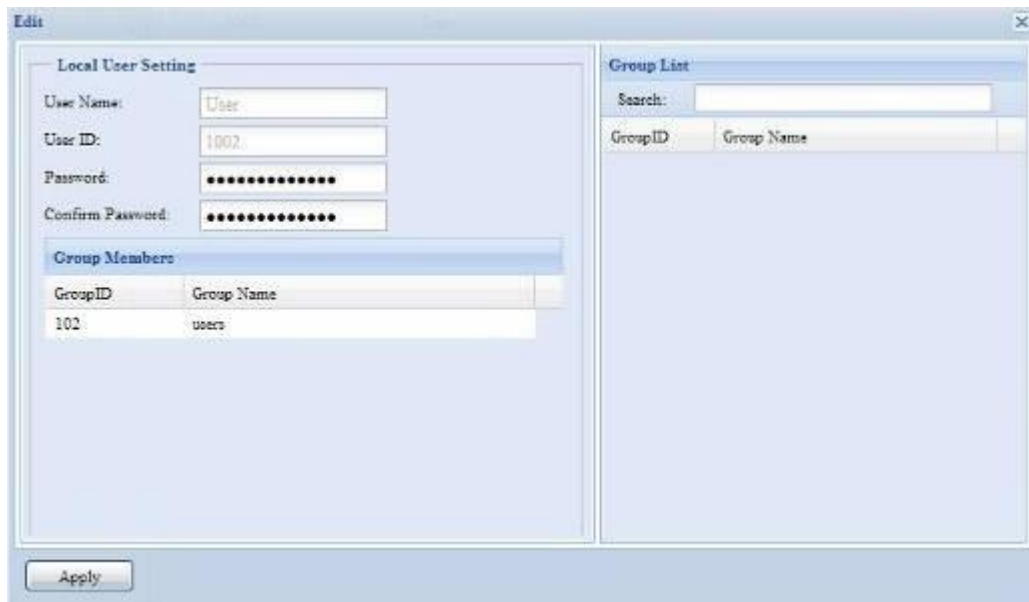 Edit
Local User Setting
User Name: User
User ID: 1002
Password: •••••••••••••
Confirm Password: •••••••••••••
Group Members
GroupID Group Name
102 users
Group List
Search:
GroupID Group Name
Apply